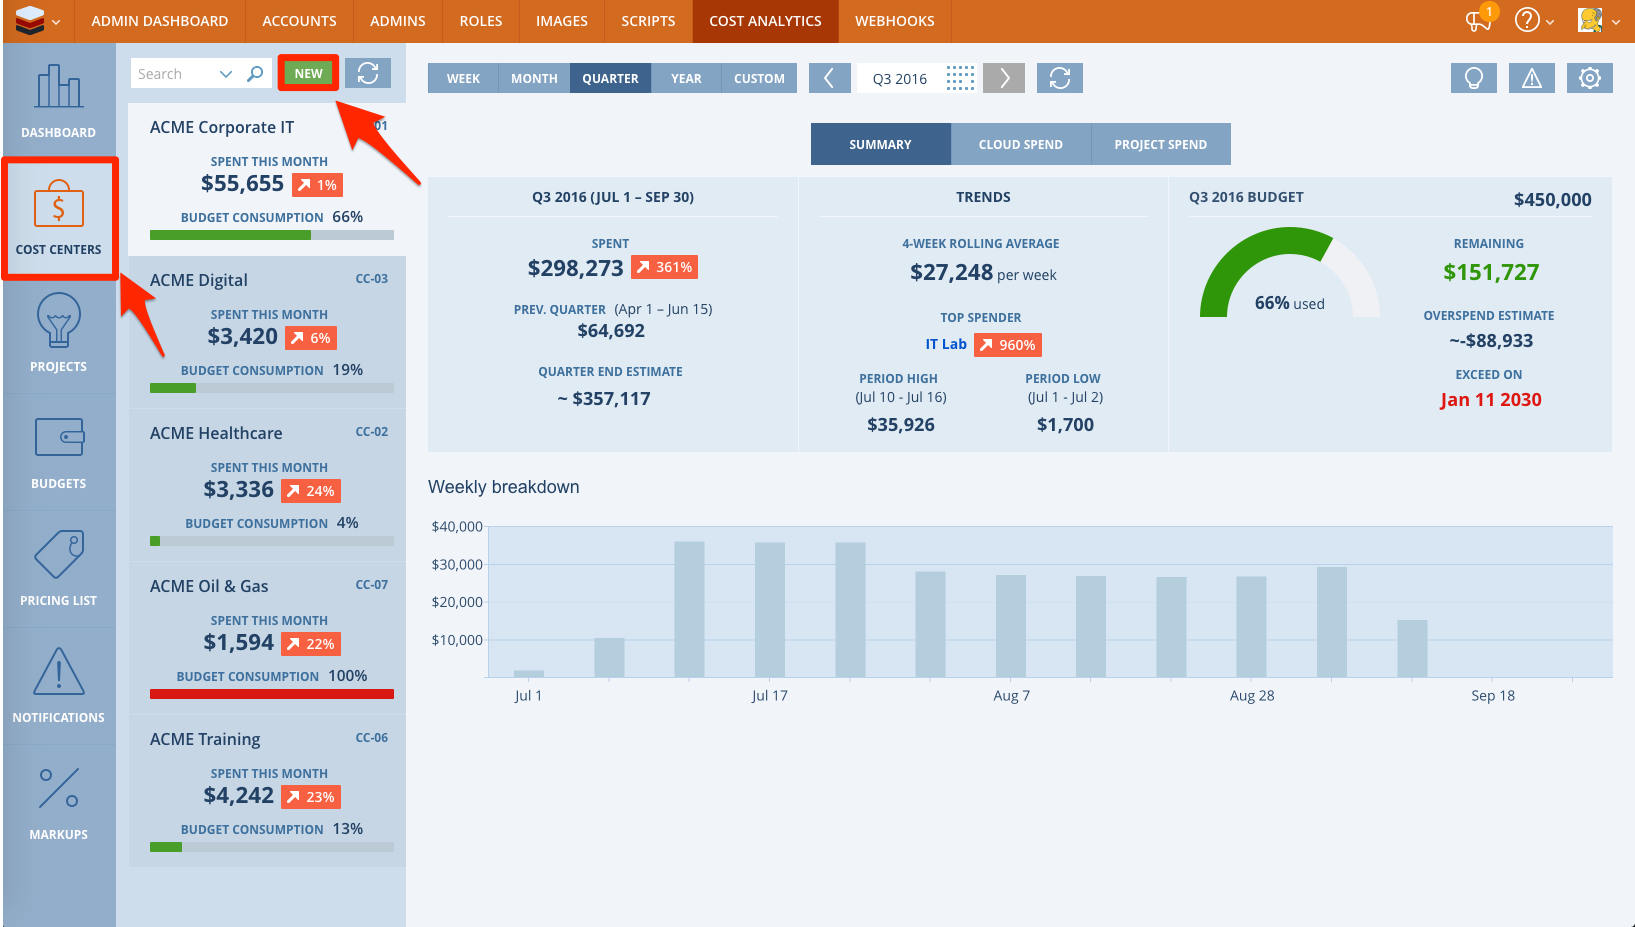 ADMIN DASHBOARD ACCOUNTS ADMINS ROLES IMAGES SCRIPTS COST ANALYTICS WEBHOOKS 1
DASHBOARD
COST CENTERS
PROJECTS
BUDGETS
PRICING LIST
NOTIFICATIONS
MARKUPS
Search NEW
ACME Corporate IT 01
SPENT THIS MONTH
$55,655 1%
BUDGET CONSUMPTION 66%
ACME Digital CC-03
SPENT THIS MONTH
$3,420 6%
BUDGET CONSUMPTION 19%
ACME Healthcare CC-02
SPENT THIS MONTH
$3,336 24%
BUDGET CONSUMPTION 4%
ACME Oil & Gas CC-07
SPENT THIS MONTH
$1,594 22%
BUDGET CONSUMPTION 100%
ACME Training CC-06
SPENT THIS MONTH
$4,242 23%
BUDGET CONSUMPTION 13%
WEEK MONTH QUARTER YEAR CUSTOM Q3 2016
SUMMARY CLOUD SPEND PROJECT SPEND
Q3 2016 (JUL 1 – SEP 30)
SPENT
$298,273 361%
PREV. QUARTER (Apr 1 – Jun 15)
$64,692
QUARTER END ESTIMATE
~ $357,117
TRENDS
4-WEEK ROLLING AVERAGE
$27,248 per week
TOP SPENDER
IT Lab 960%
PERIOD HIGH PERIOD LOW
(Jul 10 - Jul 16) (Jul 1 - Jul 2)
$35,926 $1,700
Q3 2016 BUDGET $450,000
66% used
REMAINING
$151,727
OVERSPEND ESTIMATE
~-$88,933
EXCEED ON
Jan 11 2030
Weekly breakdown
$40,000
$30,000
$20,000
$10,000
Jul 1 Jul 17 Aug 7 Aug 28 Sep 18